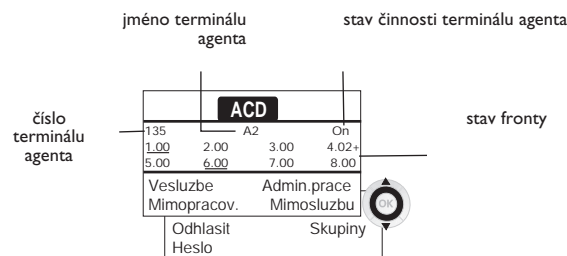 jméno terminálu
agenta
stav činnosti terminálu agenta
ACD
číslo
terminálu
agenta
stav fronty
135 A2 On
1.00 2.00 3.00 4.02+
5.00 6.00 7.00 8.00
Vesluzbe Admin.prace
Mimopracov. Mimosluzbu
OK
Odhlasit Skupiny
Heslo